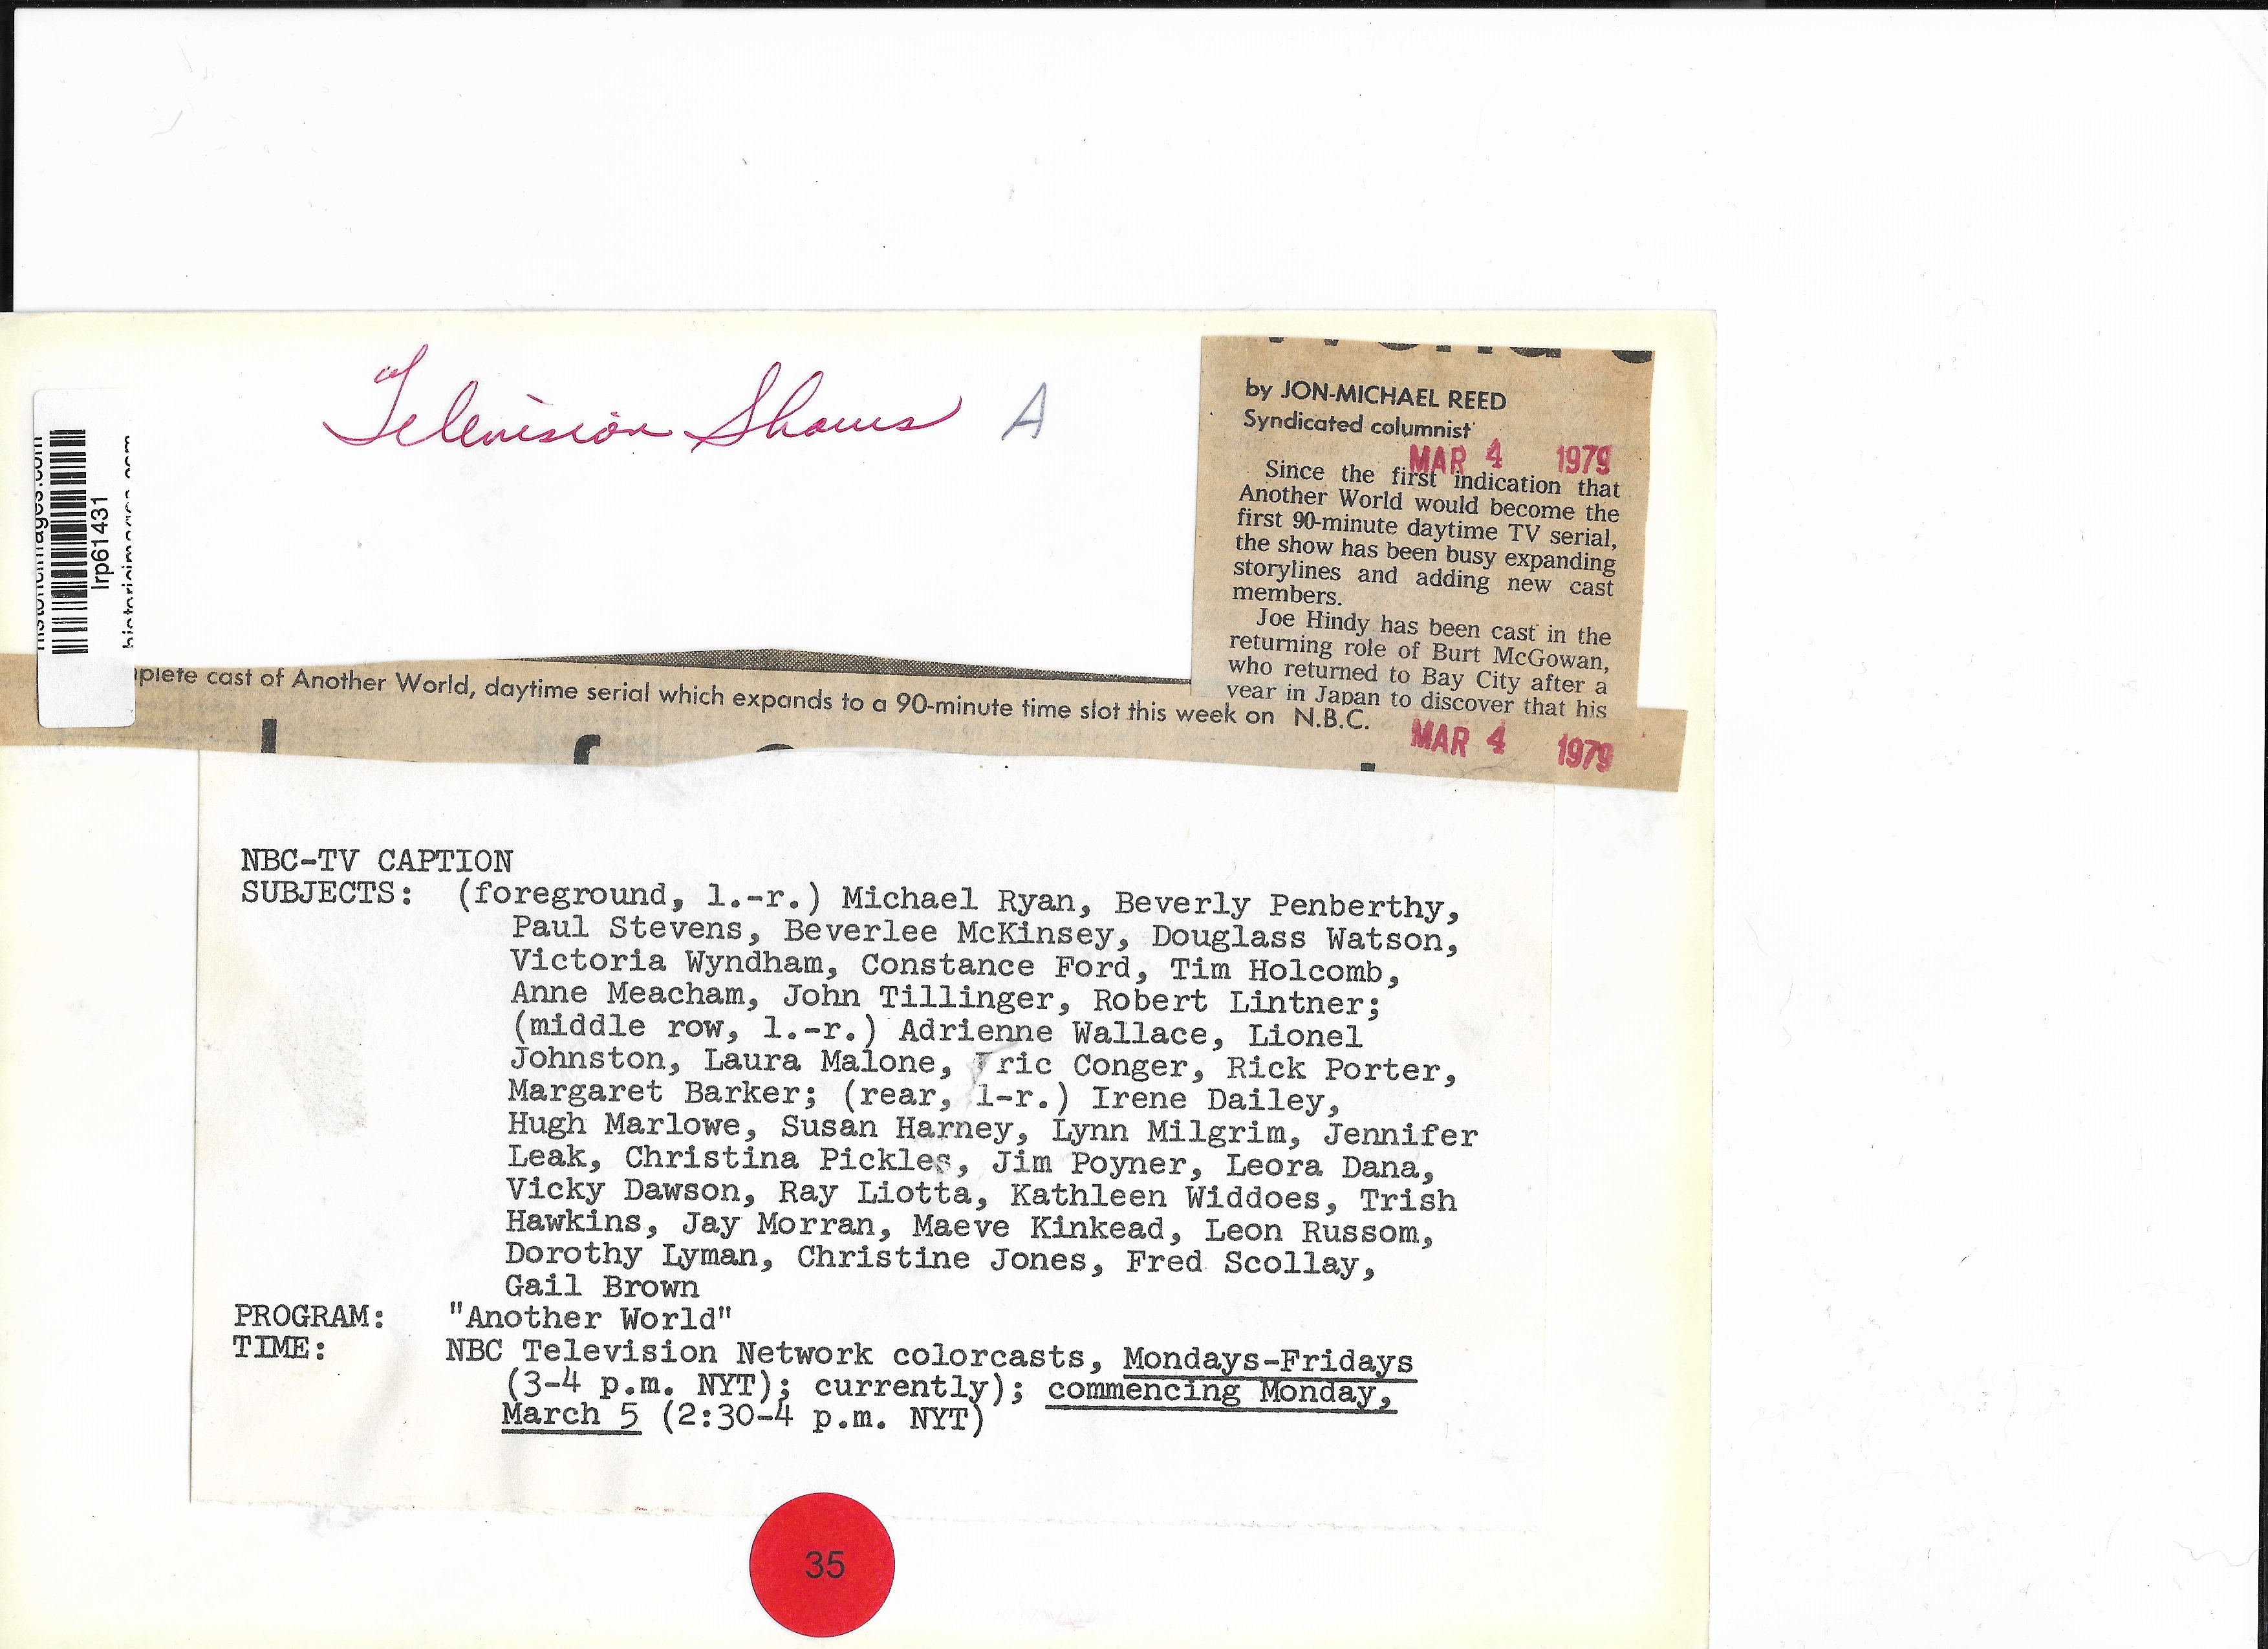 Television Shows A
by JON-MICHAEL REED
Syndicated columnist
MAR 4 1979
Since the first indication that
Another World would become the
first 90-minute daytime TV serial,
the show has been busy expanding
storylines and adding new cast
members.
Joe Hindy has been cast in the
returning role of Burt McGowan,
who returned to Bay City after a
year in Japan to discover that his
lrp61431
cast of Another World, daytime serial which expands to a 90-minute time slot this week on N.B.C.
MAR 4 1979
NBC-TV CAPTION
SUBJECTS: (foreground, l.-r.) Michael Ryan, Beverly Penberthy,
Paul Stevens, Beverlee McKinsey, Douglass Watson,
Victoria Wyndham, Constance Ford, Tim Holcomb,
Anne Meacham, John Tillinger, Robert Lintner;
(middle row, l.-r.) Adrienne Wallace, Lionel
Johnston, Laura Malone, Eric Conger, Rick Porter,
Margaret Barker; (rear, l-r.) Irene Dailey,
Hugh Marlowe, Susan Harney, Lynn Milgrim, Jennifer
Leak, Christina Pickles, Jim Poyner, Leora Dana,
Vicky Dawson, Ray Liotta, Kathleen Widdoes, Trish
Hawkins, Jay Morran, Maeve Kinkead, Leon Russom,
Dorothy Lyman, Christine Jones, Fred Scollay,
Gail Brown
PROGRAM: "Another World"
TIME: NBC Television Network colorcasts, Mondays-Fridays
(3-4 p.m. NYT); currently); commencing Monday,
March 5 (2:30-4 p.m. NYT)
35